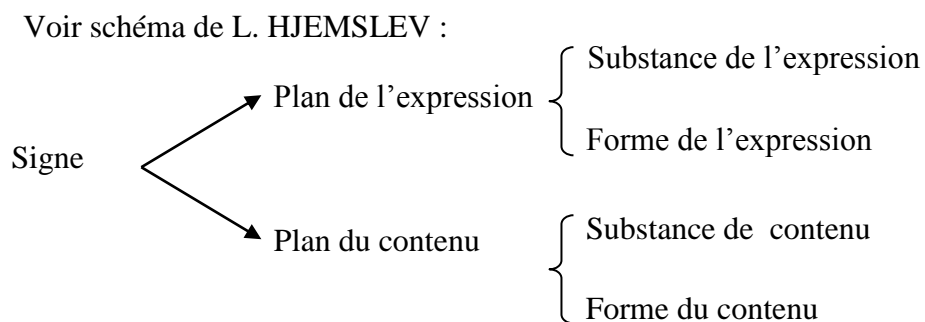 Voir schéma de L. HJEMSLEV :
Substance de l’expression
Plan de l’expression
Forme de l’expression
Signe
Substance de contenu
Plan du contenu
Forme du contenu